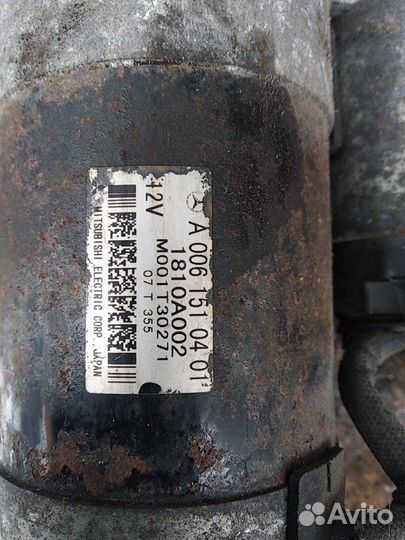 A 006 151 04 01
1810A002
12V M001T30271
07 T 355
MITSUBISHI ELECTRIC CORP., JAPAN
Avito